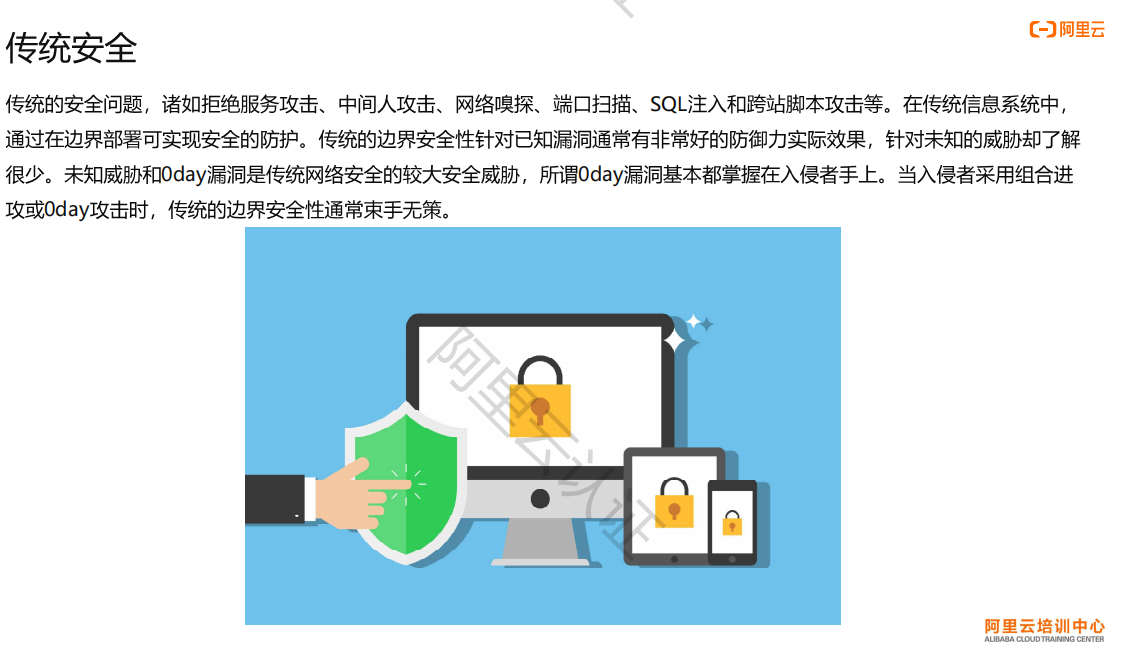 阿里云
传统安全
传统的安全问题，诸如拒绝服务攻击、中间人攻击、网络嗅探、端口扫描、SQL注入和跨站脚本攻击等。在传统信息系统中，
通过在边界部署可实现安全的防护。传统的边界安全性针对已知漏洞通常有非常好的防御力实际效果，针对未知的威胁却了解
很少。未知威胁和0day漏洞是传统网络安全的较大安全威胁，所谓0day漏洞基本都掌握在入侵者手上。当入侵者采用组合进
攻或0day攻击时，传统的边界安全性通常束手无策。
阿里云认证
阿里云培训中心
ALIBABA CLOUD TRAINING CENTER